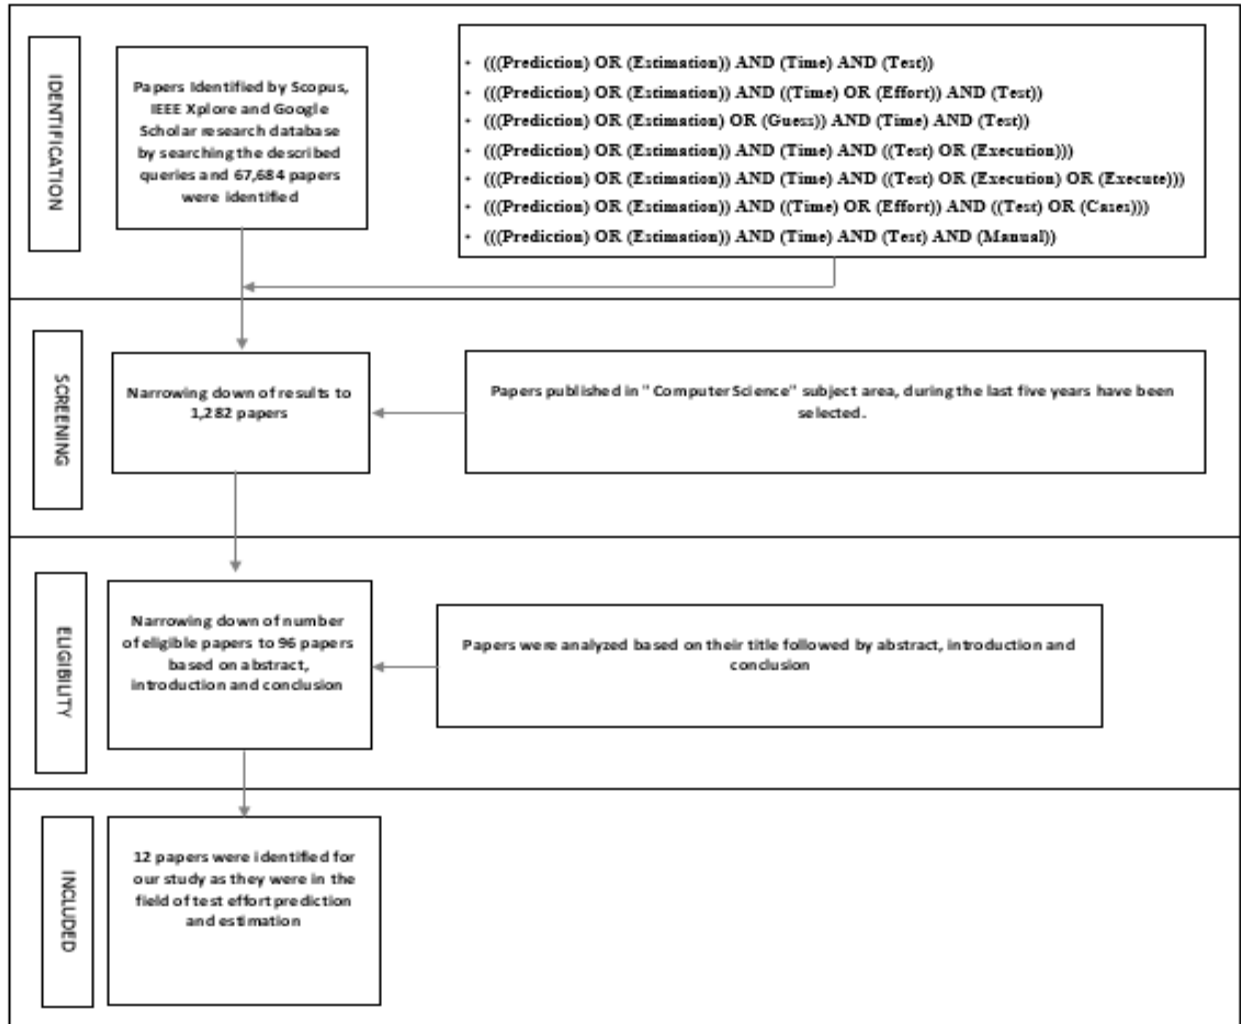 IDENTIFICATION
Papers Identified by Scopus,
IEEE Xplore and Google
Scholar research database
by searching the described
queries and 67,684 papers
were identified
• (((Prediction) OR (Estimation)) AND (Time) AND (Test))
• (((Prediction) OR (Estimation)) AND ((Time) OR (Effort)) AND (Test))
• (((Prediction) OR (Estimation) OR (Guess)) AND (Time) AND (Test))
• (((Prediction) OR (Estimation)) AND (Time) AND ((Test) OR (Execution)))
• (((Prediction) OR (Estimation)) AND (Time) AND ((Test) OR (Execution) OR (Execute)))
• (((Prediction) OR (Estimation)) AND ((Time) OR (Effort)) AND ((Test) OR (Cases)))
• (((Prediction) OR (Estimation)) AND (Time) AND (Test) AND (Manual))
SCREENING
Narrowing down of results to
1,282 papers
Papers published in " Computer Science" subject area, during the last five years have been
selected.
ELIGIBILITY
Narrowing down of number
of eligible papers to 96 papers
based on abstract,
introduction and conclusion
Papers were analyzed based on their title followed by abstract, introduction and
conclusion
INCLUDED
12 papers were identified for
our study as they were in the
field of test effort prediction
and estimation